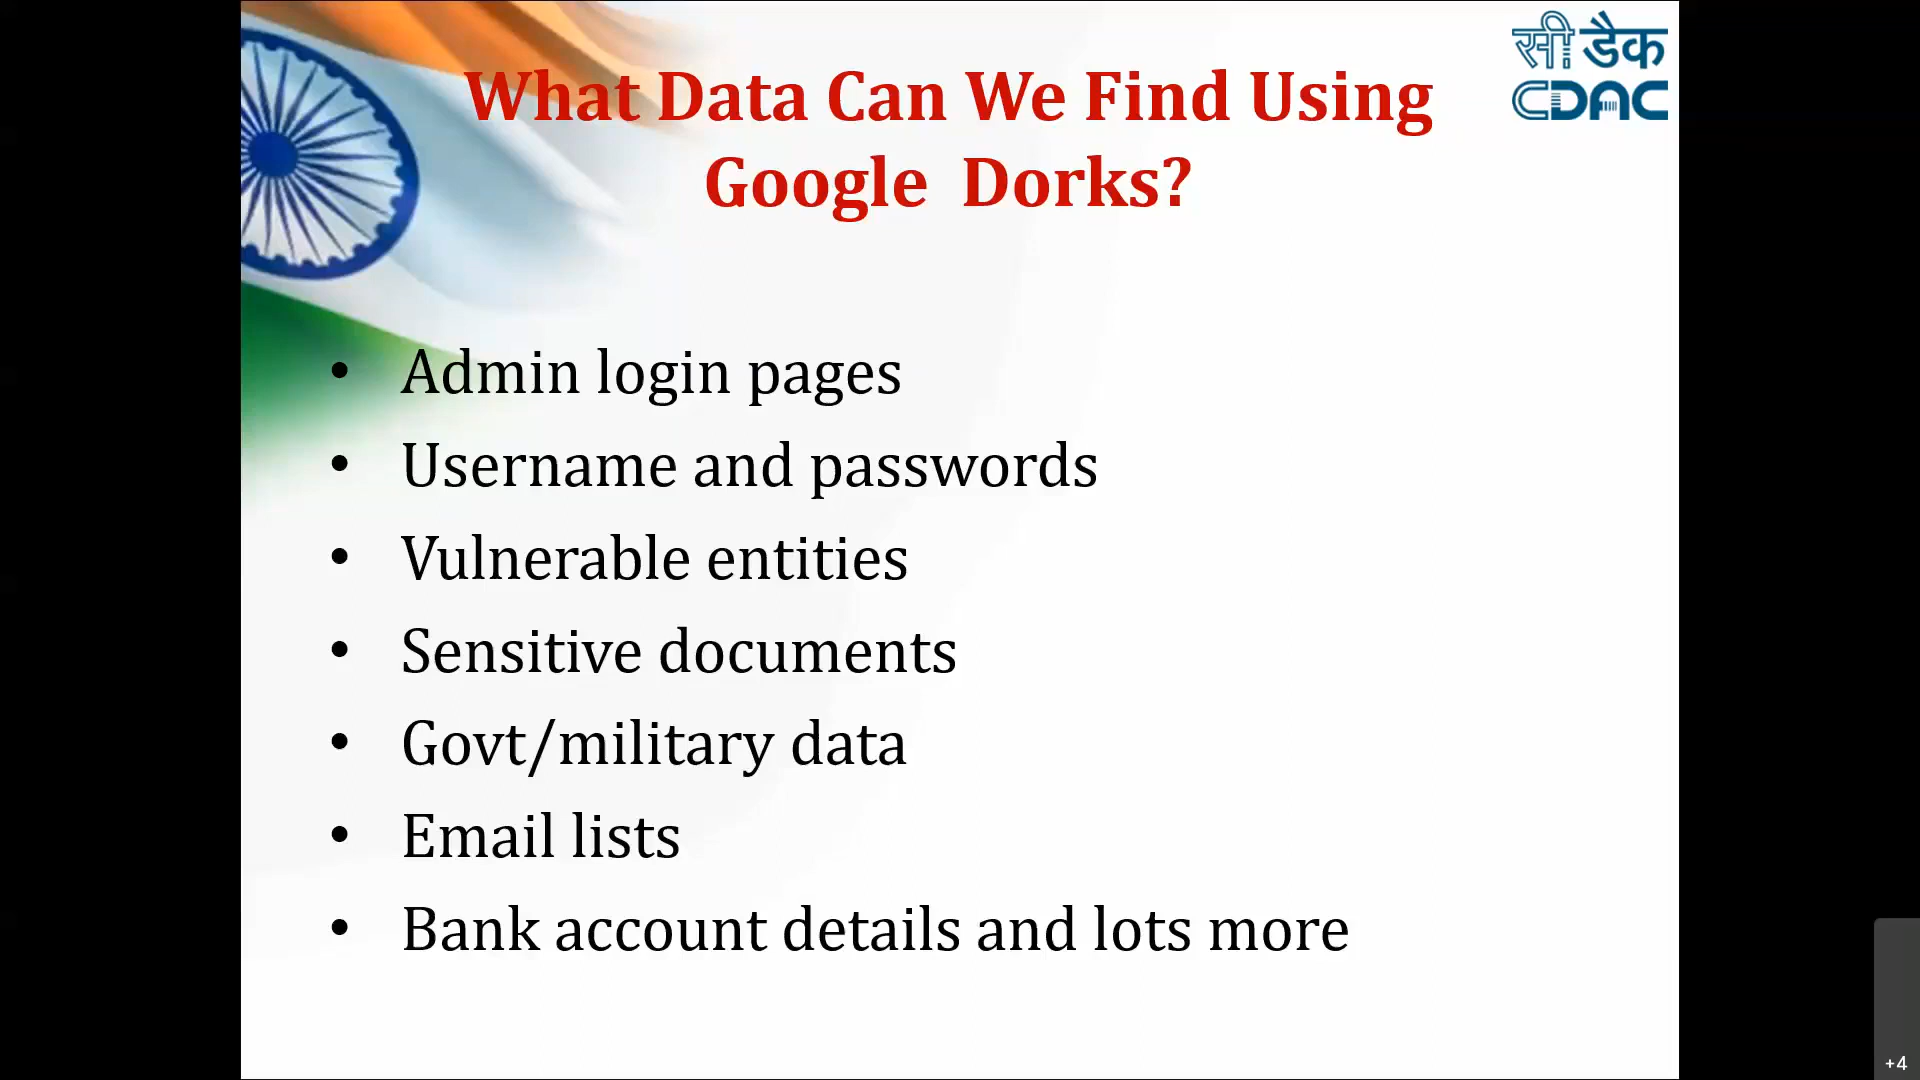 सी डैक
CDAC
What Data Can We Find Using
Google Dorks?
• Admin login pages
• Username and passwords
• Vulnerable entities
• Sensitive documents
• Govt/military data
• Email lists
• Bank account details and lots more
+4